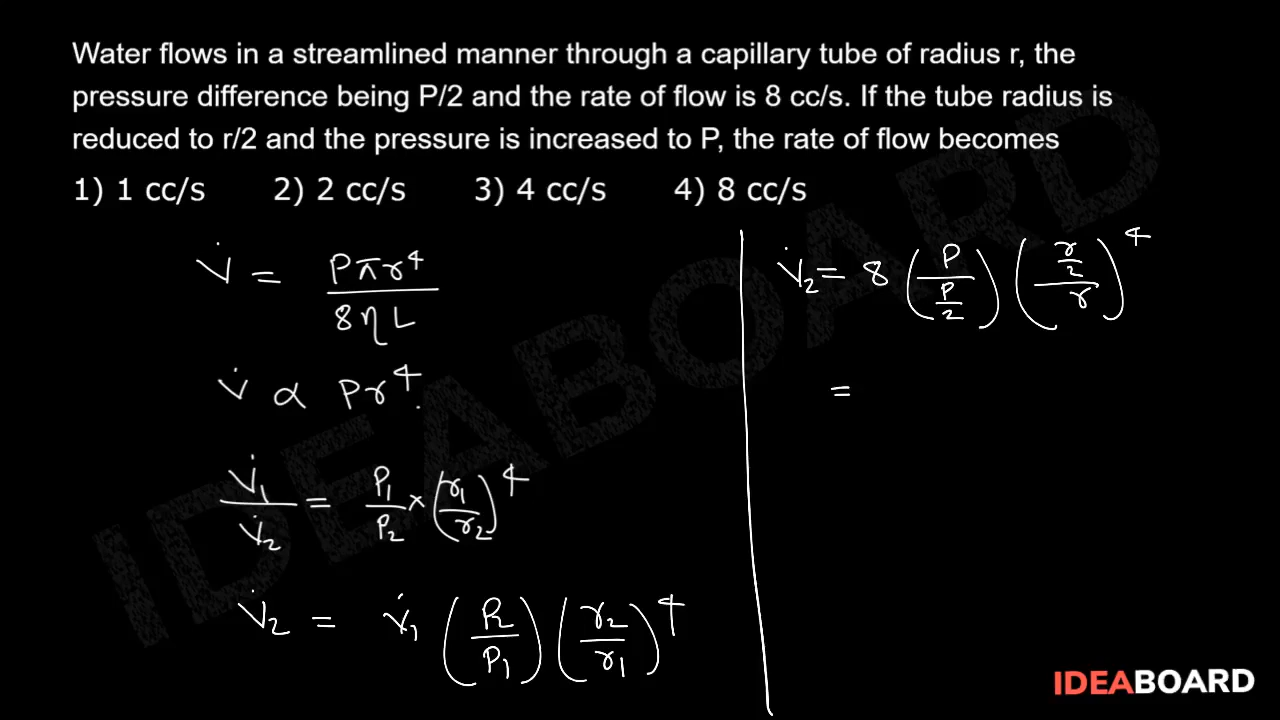 Water flows in a streamlined manner through a capillary tube of radius r, the
pressure difference being P/2 and the rate of flow is 8 cc/s. If the tube radius is
reduced to r/2 and the pressure is increased to P, the rate of flow becomes
1) 1 cc/s 2) 2 cc/s 3) 4 cc/s 4) 8 cc/s
V̇ = Pπr⁴ / 8ηL
V̇ ∝ Pr⁴
V̇₁/V̇₂ = P₁/P₂ × (r₁/r₂)⁴
V̇₂ = V̇₁ (P₂/P₁) (r₂/r₁)⁴
V̇₂ = 8 (P/(P/2)) ((r/2)/r)⁴
=
IDEABOARD
IDEABOARD